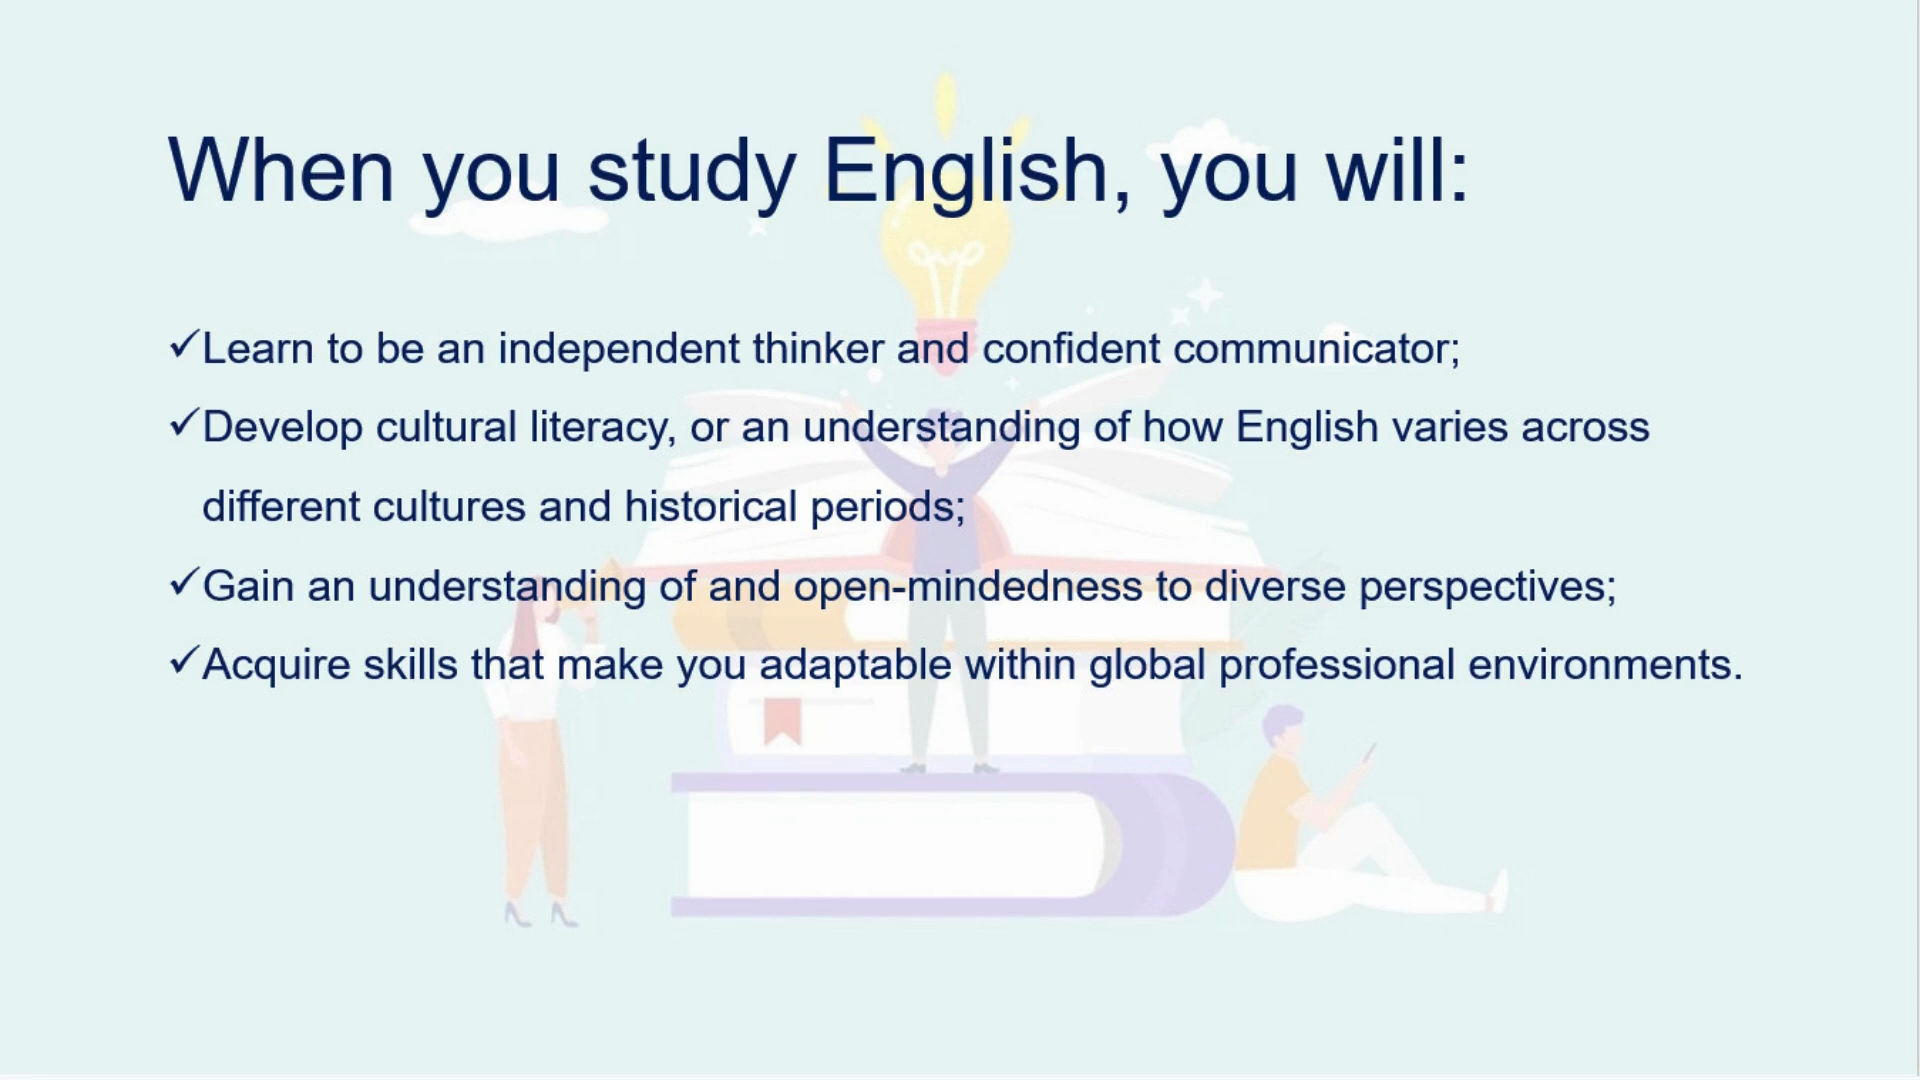 When you study English, you will:
✓Learn to be an independent thinker and confident communicator;
✓Develop cultural literacy, or an understanding of how English varies across
different cultures and historical periods;
✓Gain an understanding of and open-mindedness to diverse perspectives;
✓Acquire skills that make you adaptable within global professional environments.